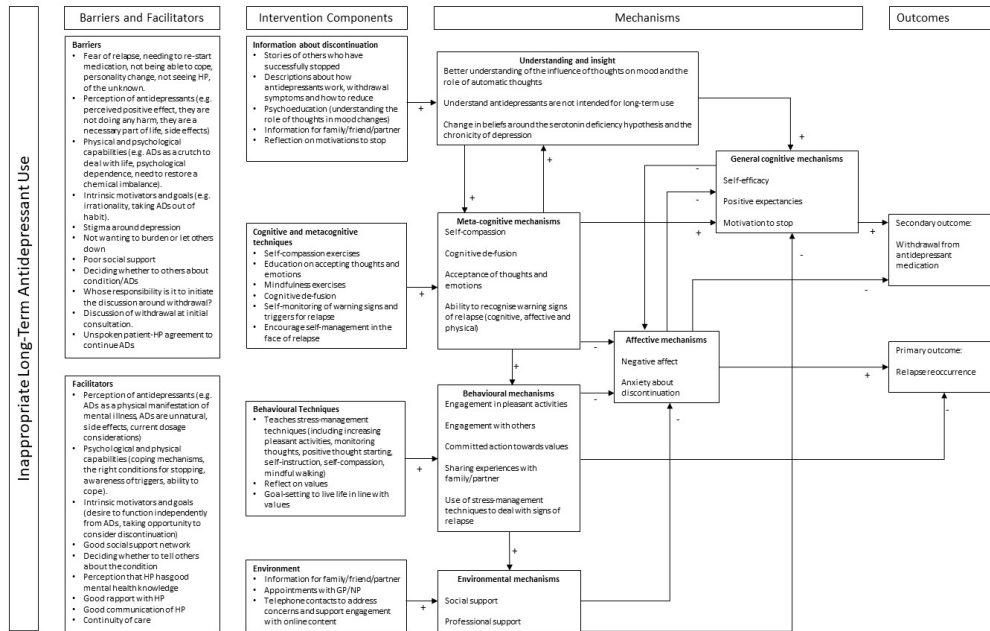 Inappropriate Long-Term Antidepressant Use
Barriers and Facilitators
Intervention Components
Mechanisms
Outcomes
Barriers
• Fear of relapse, needing to re-start
medication, not being able to cope,
personality change, not seeing HP,
of the unknown.
• Perception of antidepressants (e.g.
perceived positive effect, they are
not doing any harm, they are a
necessary part of life, side effects)
• Physical and psychological
capabilities (e.g. ADs as a crutch to
deal with life, psychological
dependence, need to restore a
chemical imbalance).
• Intrinsic motivators and goals (e.g.
irrationality, taking ADs out of
habit).
• Stigma around depression
• Not wanting to burden or let others
down
• Poor social support
• Deciding whether to others about
condition/ADs
• Whose responsibility is it to initiate
the discussion around withdrawal?
• Discussion of withdrawal at initial
consultation.
• Unspoken patient-HP agreement to
continue ADs
Facilitators
• Perception of antidepressants (e.g.
ADs as a physical manifestation of
mental illness, ADs are unnatural,
side effects, current dosage
considerations)
• Psychological and physical
capabilities (coping mechanisms,
the right conditions for stopping,
awareness of triggers, ability to
cope).
• Intrinsic motivators and goals
(desire to function independently
from ADs, taking opportunity to
consider discontinuation)
• Good social support network
• Deciding whether to tell others
about the condition
• Perception that HP has good
mental health knowledge
• Good rapport with HP
• Good communication of HP
• Continuity of care
Information about discontinuation
• Stories of others who have
successfully stopped
• Descriptions about how
antidepressants work, withdrawal
symptoms and how to reduce
• Psychoeducation (understanding the
role of thoughts in mood changes)
• Information for family/friend/partner
• Reflection on motivations to stop
+
Cognitive and metacognitive
techniques
• Self-compassion exercises
• Education on accepting thoughts and
emotions
• Mindfulness exercises
• Cognitive de-fusion
• Self-monitoring of warning signs and
triggers for relapse
• Encourage self-management in the
face of relapse
+
Behavioural Techniques
• Teaches stress-management
techniques (including increasing
pleasant activities, monitoring
thoughts, positive thought starting,
self-instruction, self-compassion,
mindful walking)
• Reflect on values
• Goal-setting to live life in line with
values
+
Environment
• Information for family/friend/partner
• Appointments with GP/NP
• Telephone contacts to address
concerns and support engagement
with online content
+
Understanding and insight
Better understanding of the influence of thoughts on mood and the
role of automatic thoughts
Understand antidepressants are not intended for long-term use
Change in beliefs around the serotonin deficiency hypothesis and the
chronicity of depression
+
+
+
Meta-cognitive mechanisms
Self-compassion
Cognitive de-fusion
Acceptance of thoughts and
emotions
Ability to recognise warning signs
of relapse (cognitive, affective and
physical)
+
-
+
Behavioural mechanisms
Engagement in pleasant activities
Engagement with others
Committed action towards values
Sharing experiences with
family/partner
Use of stress-management
techniques to deal with signs of
relapse
-
+
Environmental mechanisms
Social support
Professional support
General cognitive mechanisms
Self-efficacy
Positive expectancies
Motivation to stop
-
-
+
-
Affective mechanisms
Negative affect
Anxiety about
discontinuation
-
+
-
Secondary outcome:
Withdrawal from
antidepressant
medication
-
Primary outcome:
Relapse reoccurrence
-